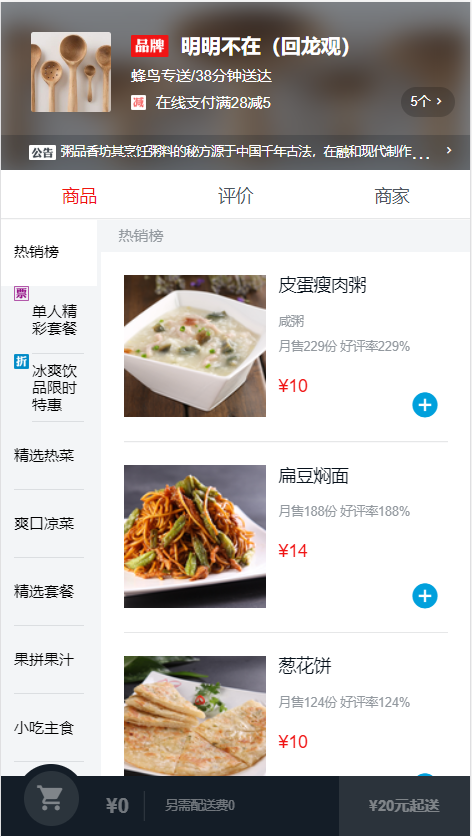 品牌 明明不在（回龙观）
蜂鸟专送/38分钟送达
减 在线支付满28减5
5个 >
公告 粥品香坊其烹饪粥料的秘方源于中国千年古法，在融和现代制作... >
商品 评价 商家
热销榜
票 单人精
彩套餐
折 冰爽饮
品限时
特惠
精选热菜
爽口凉菜
精选套餐
果拼果汁
小吃主食
热销榜
皮蛋瘦肉粥
咸粥
月售229份 好评率229%
¥10
扁豆焖面
月售188份 好评率188%
¥14
葱花饼
月售124份 好评率124%
¥10
¥0 另需配送费0 ¥20元起送